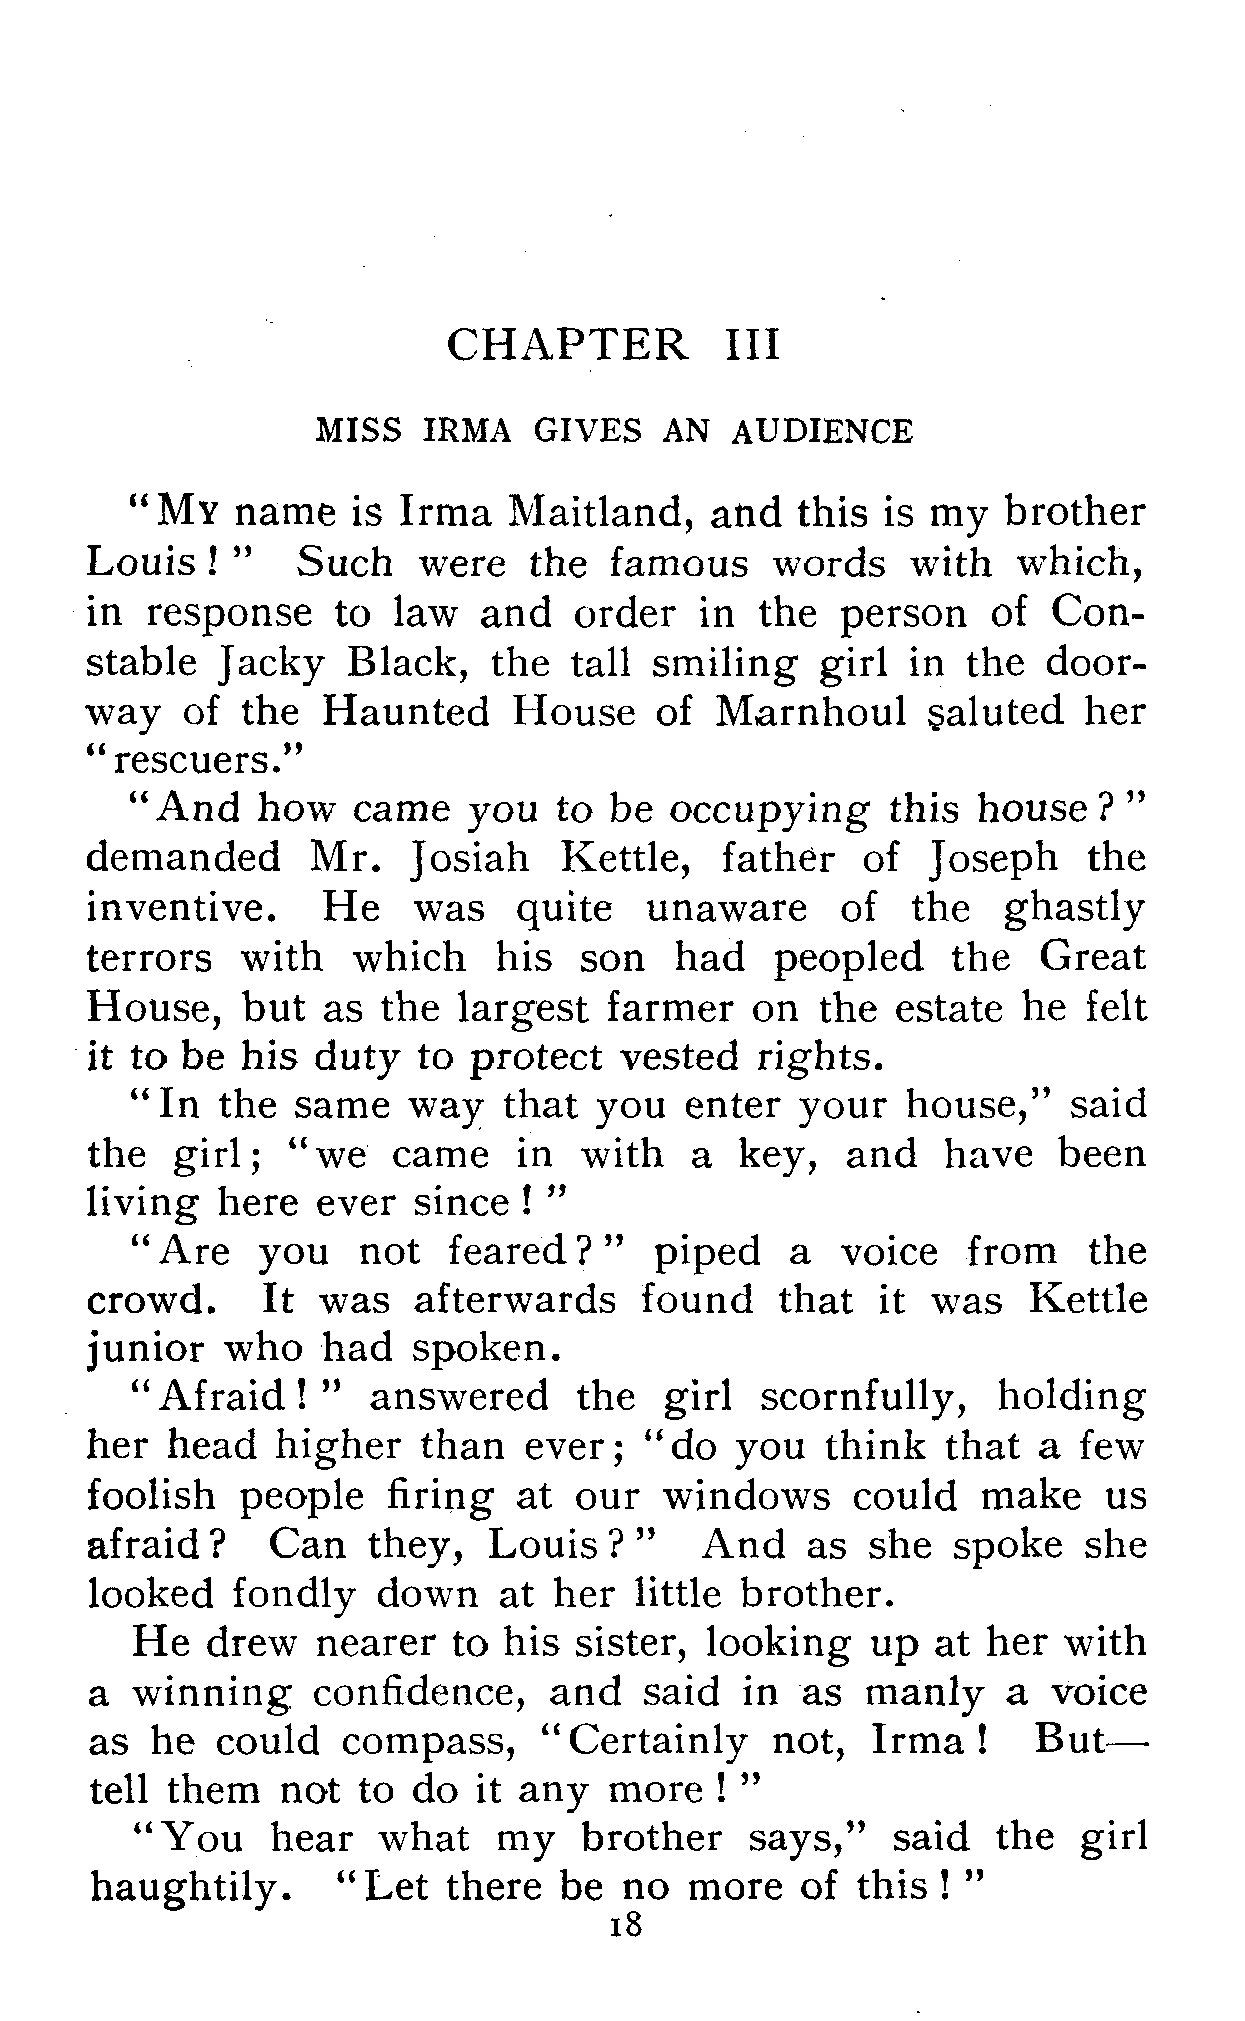 CHAPTER III
MISS IRMA GIVES AN AUDIENCE
"MY name is Irma Maitland, and this is my brother
Louis!" Such were the famous words with which,
in response to law and order in the person of Con-
stable Jacky Black, the tall smiling girl in the door-
way of the Haunted House of Marnhoul saluted her
"rescuers."
"And how came you to be occupying this house?"
demanded Mr. Josiah Kettle, father of Joseph the
inventive. He was quite unaware of the ghastly
terrors with which his son had peopled the Great
House, but as the largest farmer on the estate he felt
it to be his duty to protect vested rights.
"In the same way that you enter your house," said
the girl; "we came in with a key, and have been
living here ever since!"
"Are you not feared?" piped a voice from the
crowd. It was afterwards found that it was Kettle
junior who had spoken.
"Afraid!" answered the girl scornfully, holding
her head higher than ever; "do you think that a few
foolish people firing at our windows could make us
afraid? Can they, Louis?" And as she spoke she
looked fondly down at her little brother.
He drew nearer to his sister, looking up at her with
a winning confidence, and said in as manly a voice
as he could compass, "Certainly not, Irma! But—
tell them not to do it any more!"
"You hear what my brother says," said the girl
haughtily. "Let there be no more of this!"
18